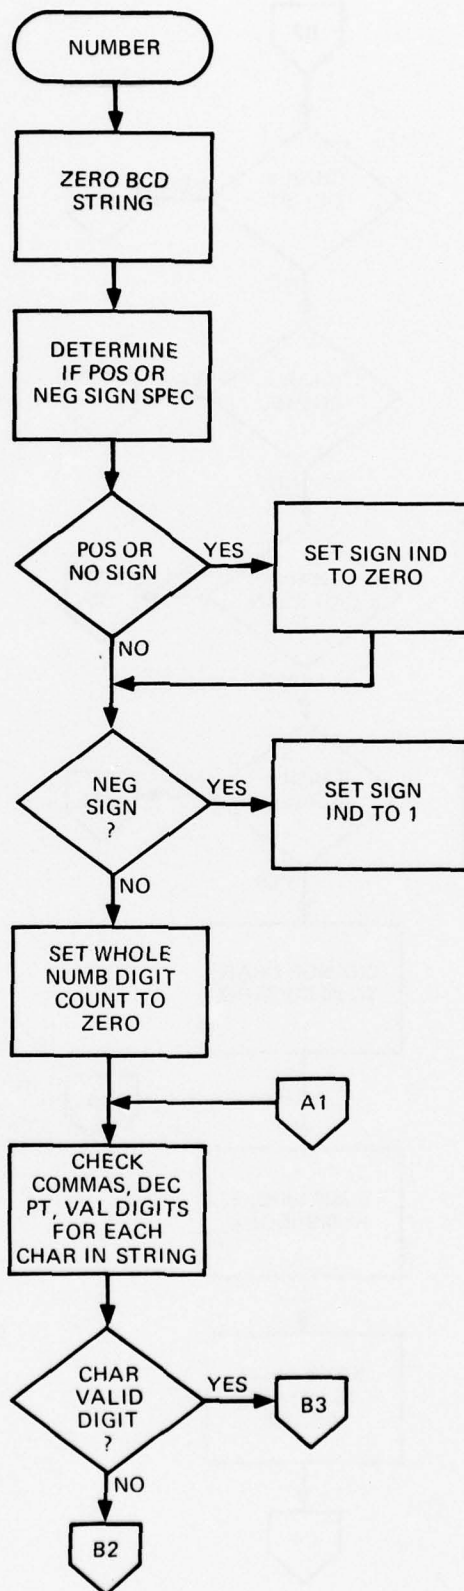 NUMBER
ZERO BCD
STRING
DETERMINE
IF POS OR
NEG SIGN SPEC
POS OR
NO SIGN
YES
SET SIGN IND
TO ZERO
NO
NEG
SIGN
?
YES
SET SIGN
IND TO 1
NO
SET WHOLE
NUMB DIGIT
COUNT TO
ZERO
A1
CHECK
COMMAS, DEC
PT, VAL DIGITS
FOR EACH
CHAR IN STRING
CHAR
VALID
DIGIT
?
YES
B3
NO
B2